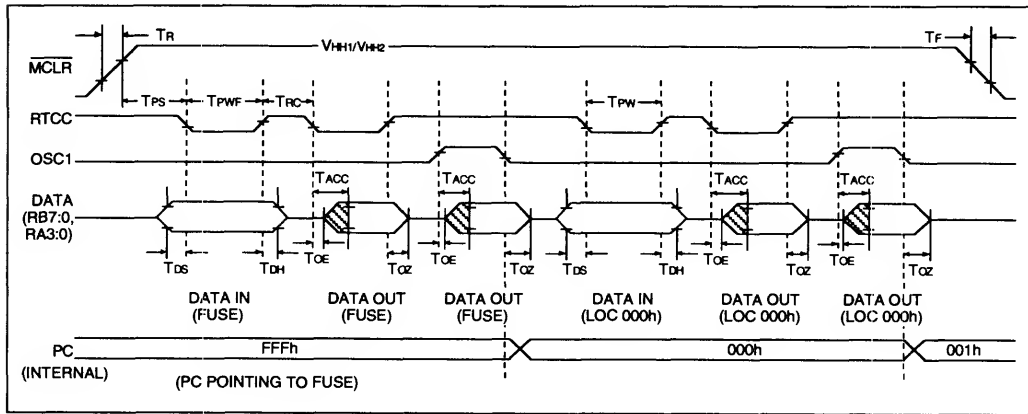 TR
VHH1/VHH2
TF
MCLR
TPS TPWF TRC TPW
RTCC
OSC1
TACC TACC TACC TACC
DATA
(RB7:0,
RA3:0)
TDS TDH TOE TOZ TOE TOZ TDS TDH TOE TOZ TOE TOZ
DATA IN
(FUSE)
DATA OUT
(FUSE)
DATA OUT
(FUSE)
DATA IN
(LOC 000h)
DATA OUT
(LOC 000h)
DATA OUT
(LOC 000h)
PC
(INTERNAL)
FFFh
000h
001h
(PC POINTING TO FUSE)